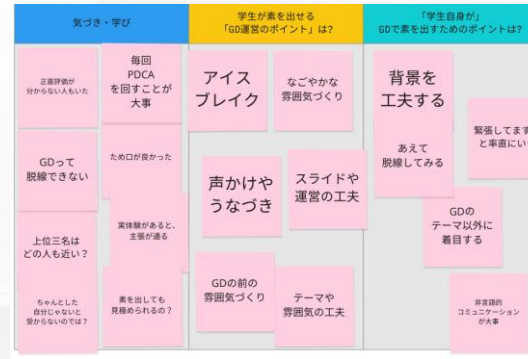 気づき・学び
学生が素を出せる
「GD運営のポイント」は?
「学生自身が」
GDで素を出すためのポイントは?
正直評価が
分からない人もいた
毎回
PDCA
を回すことが
大事
GDって
脱線できない
ため口が良かった
上位三名は
どの人も近い?
実体験があると、
主張が通る
ちゃんとした
自分じゃないと
受からないのでは?
素を出しても
見極められるの?
アイス
ブレイク
なごやかな
雰囲気づくり
声かけや
うなづき
スライドや
運営の工夫
GDの前の
雰囲気づくり
テーマや
雰囲気の工夫
背景を
工夫する
あえて
脱線してみる
緊張してます
と率直にい
GDの
テーマ以外に
着目する
非言語的
コミュニケーション
が大事